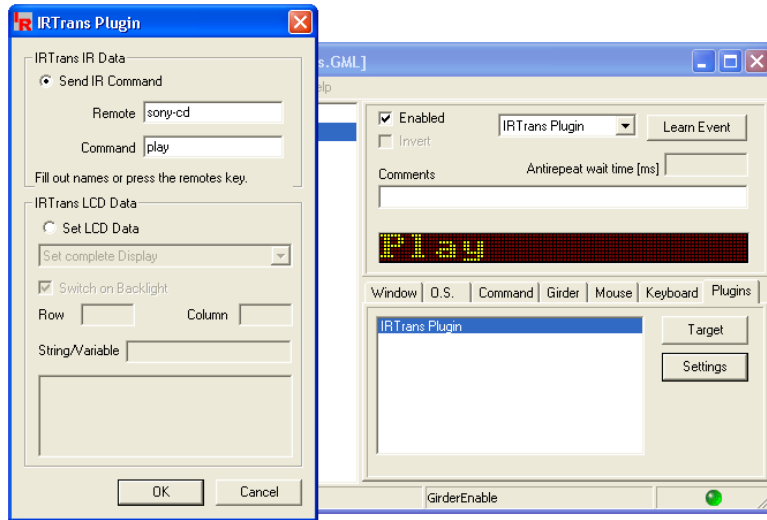 IRTrans Plugin
IRTrans IR Data
Send IR Command
Remote sony-cd
Command play
Fill out names or press the remotes key.
IRTrans LCD Data
Set LCD Data
Set complete Display
Switch on Backlight
Row Column
String/Variable
OK Cancel
s.GML]
elp
Enabled IRTrans Plugin Learn Event
Invert
Comments Antirepeat wait time [ms]
Play
Window O.S. Command Girder Mouse Keyboard Plugins
IRTrans Plugin Target
Settings
GirderEnable